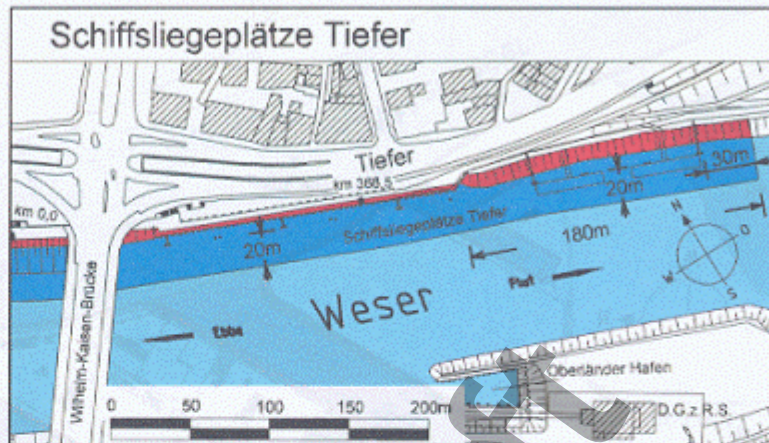 Schiffsliegeplätze Tiefer
Tiefer
km 366,5
km 0,0
30m
20m
20m
Schiffsliegeplätze Tiefer
180m
N
O
W
S
Weser
Flut
Ebbe
Wilhelm-Kaisen-Brücke
Oberländer Hafen
D.G.z.R.S.
0 50 100 150 200m